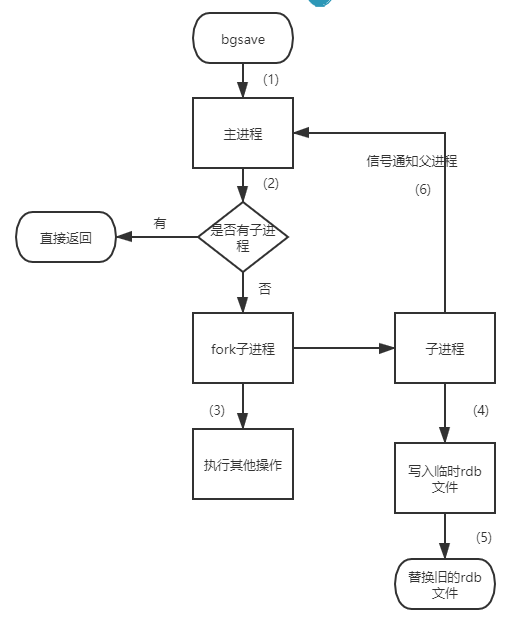 bgsave
(1)
主进程
信号通知父进程
(6)
(2)
有
是否有子进
程
直接返回
否
fork子进程
子进程
(3)
(4)
执行其他操作
写入临时rdb
文件
(5)
替换旧的rdb
文件